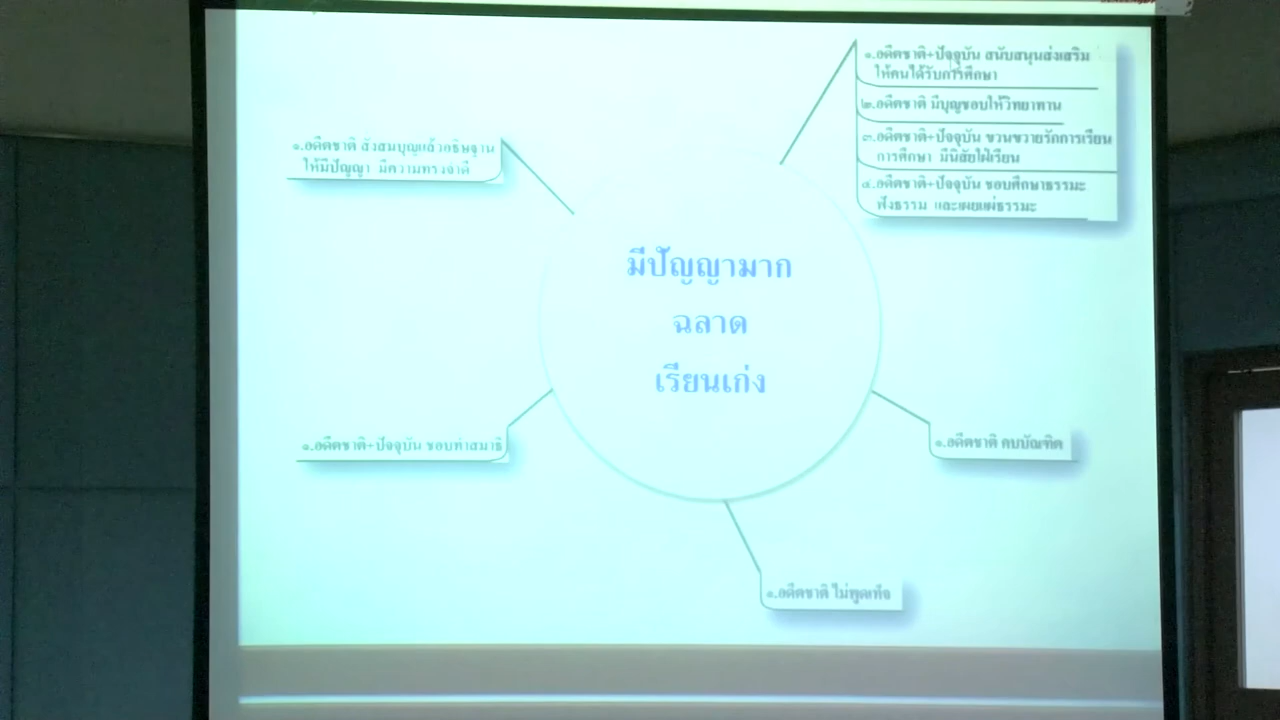 ๑.อดีตชาติ+ปัจจุบัน สนับสนุนส่งเสริม
ให้คนได้รับการศึกษา
๒.อดีตชาติ มีบุญชอบให้วิทยาทาน
๓.อดีตชาติ+ปัจจุบัน ขวนขวายรักการเรียน
การศึกษา มีนิสัยใฝ่เรียน
๔.อดีตชาติ+ปัจจุบัน ชอบศึกษาธรรมะ
ฟังธรรม และเผยแผ่ธรรมะ
๑.อดีตชาติ สั่งสมบุญแล้วอธิษฐาน
ให้มีปัญญา มีความทรงจำดี
มีปัญญามาก
ฉลาด
เรียนเก่ง
๑.อดีตชาติ+ปัจจุบัน ชอบทำสมาธิ
๑.อดีตชาติ คบบัณฑิต
๑.อดีตชาติ ไม่พูดเท็จ